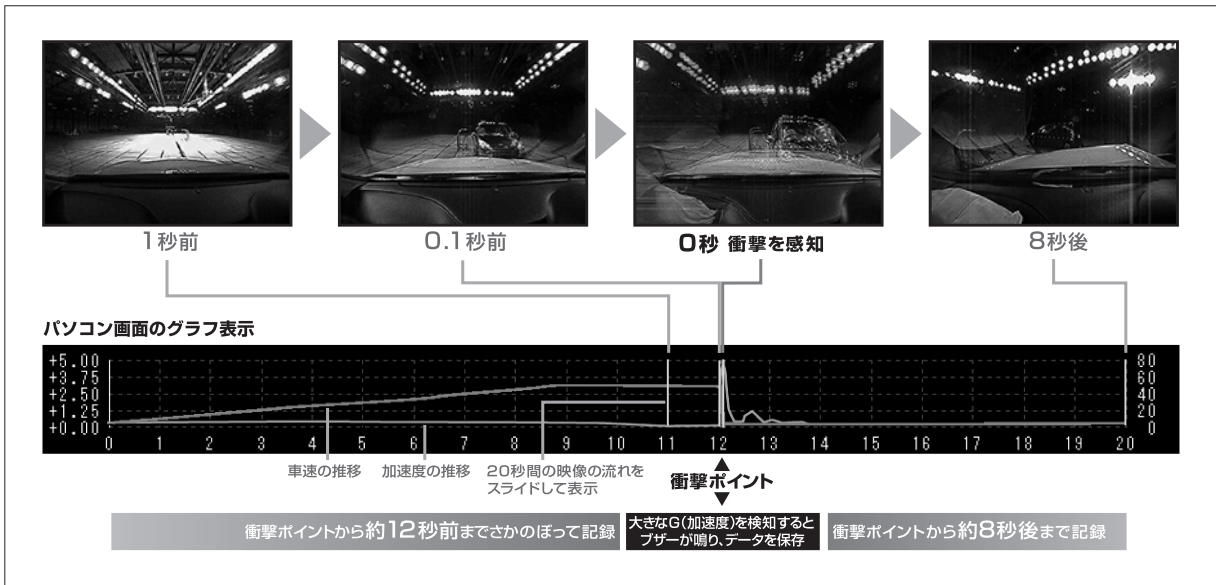 1秒前
0.1秒前
0秒 衝撃を感知
8秒後
パソコン画面のグラフ表示
+5.00
+3.75
+2.50
+1.25
+0.00
80
60
40
20
0
0 1 2 3 4 5 6 7 8 9 10 11 12 13 14 15 16 17 18 19 20
車速の推移
加速度の推移
20秒間の映像の流れを
スライドして表示
衝撃ポイント
衝撃ポイントから約12秒前までさかのぼって記録
大きなG(加速度)を検知すると
ブザーが鳴り、データを保存
衝撃ポイントから約8秒後まで記録